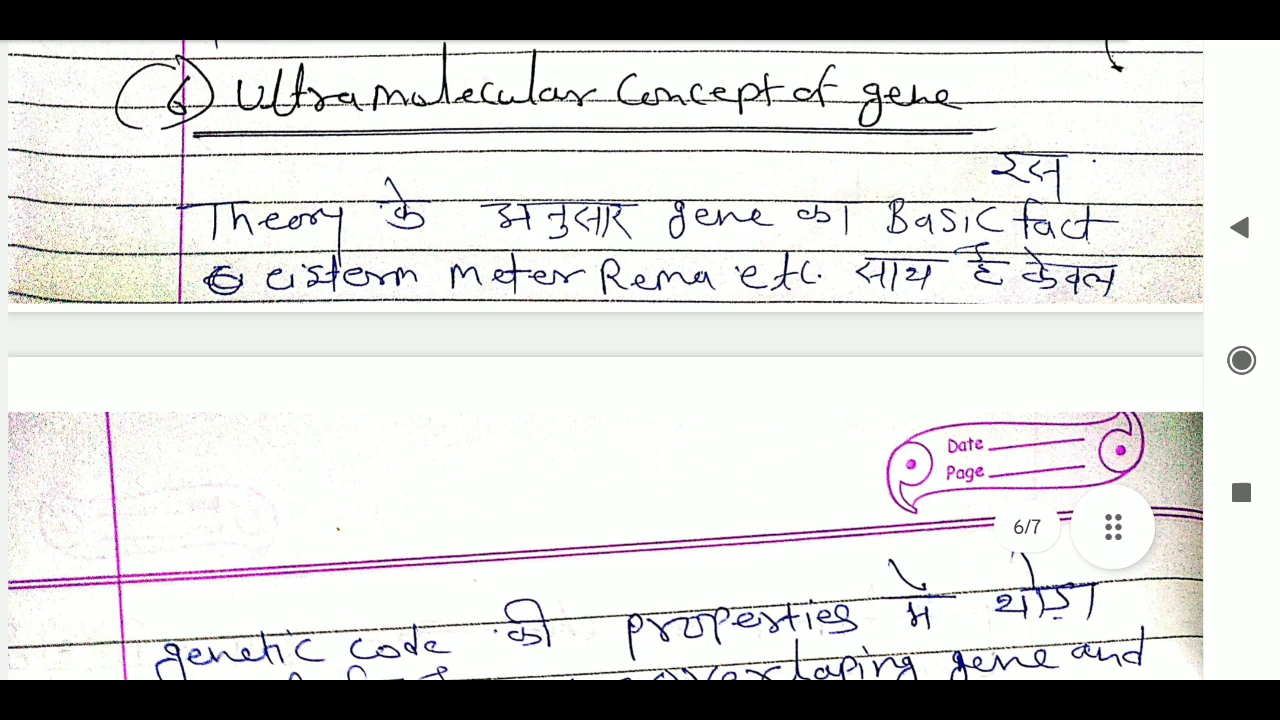 (6) Ultramolecular Concept of gene
इस
Theory के अनुसार gene का Basic fact
cistern meter Rema etc. साथ है केवल
Date
Page
6/7
genetic code की properties में थोडा
overlaping gene and